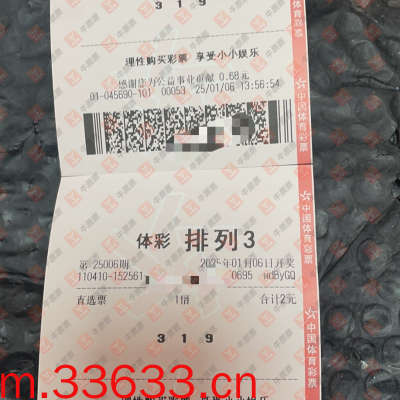 3 1 9
理性购买彩票 享受小小娱乐
感谢您为公益事业贡献 0.68元
01-045690-101 00053 25/01/06 13:56:54
中国体育彩票
体彩 排列3
第 25006期 2025年01月06日开奖
110410-152561 0695 
直选票 1倍 合计2元
3 1 9
中国体育彩票
m.33633.cn